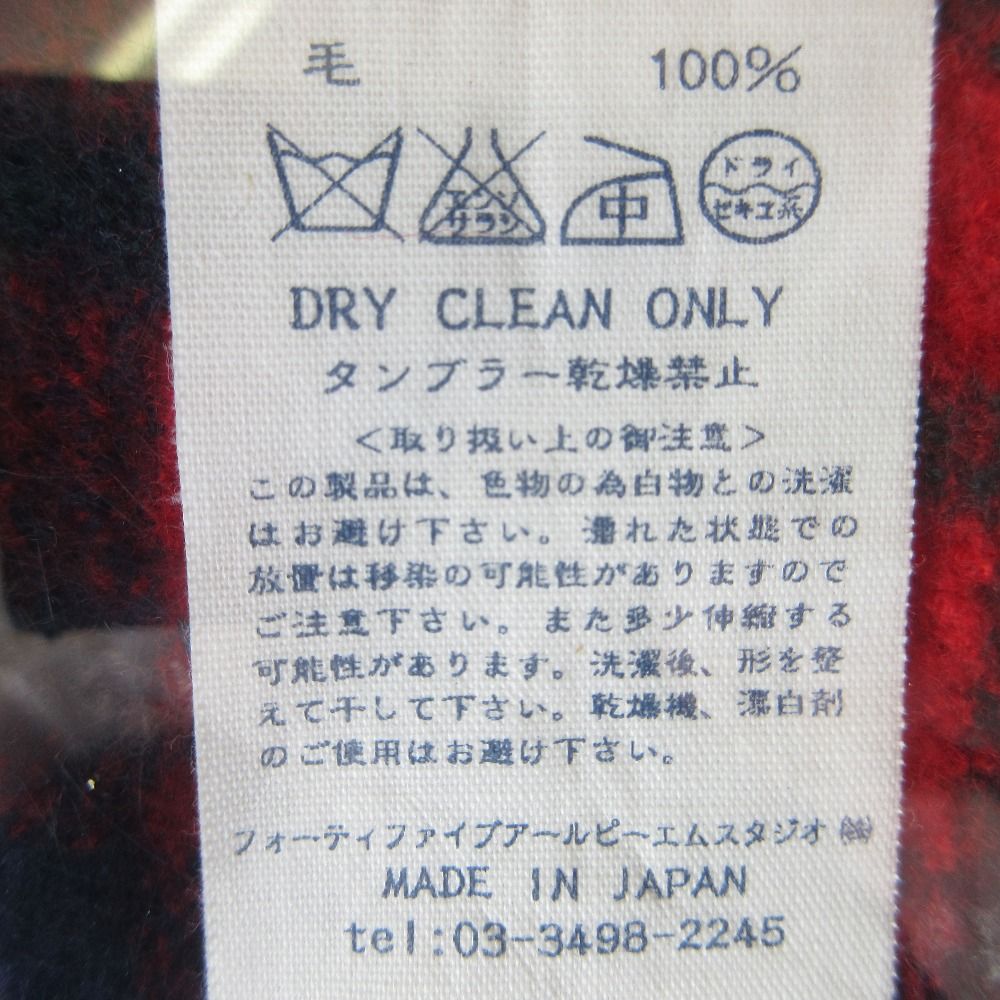 毛 100%
エンソ
サラシ
中
ドライ
セキユ系
DRY CLEAN ONLY
タンブラー乾燥禁止
<取り扱い上の御注意>
この製品は、色物の為白物との洗濯
はお避け下さい。濡れた状態での
放置は移染の可能性がありますので
ご注意下さい。また多少伸縮する
可能性があります。洗濯後、形を整
えて干して下さい。乾燥機、漂白剤
のご使用はお避け下さい。
フォーティファイブアールピーエムスタジオ㈱
MADE IN JAPAN
tel:03-3498-2245